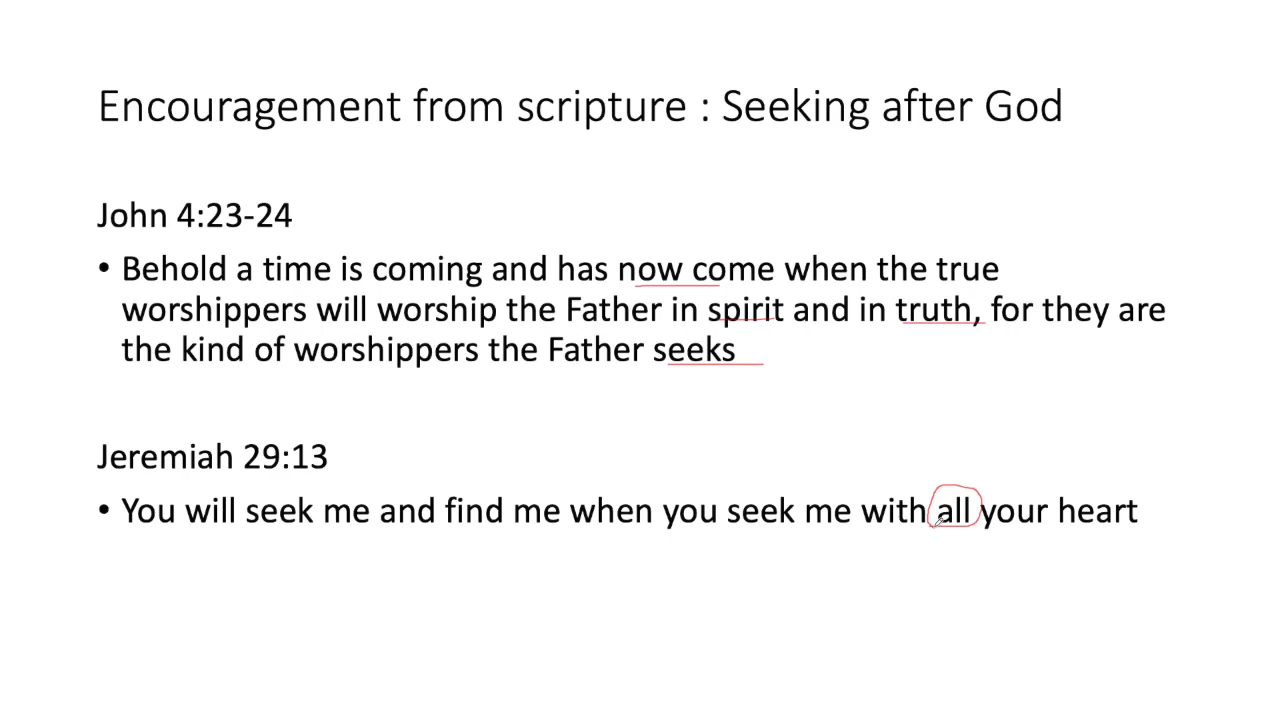 Encouragement from scripture : Seeking after God
John 4:23-24
• Behold a time is coming and has now come when the true
worshippers will worship the Father in spirit and in truth, for they are
the kind of worshippers the Father seeks
Jeremiah 29:13
• You will seek me and find me when you seek me with all your heart